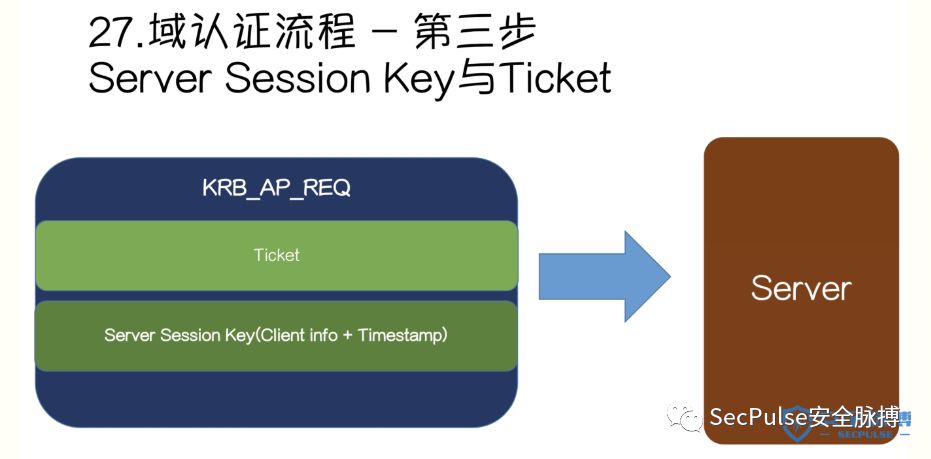 27.域认证流程 - 第三步
Server Session Key与Ticket
KRB_AP_REQ
Ticket
Server Session Key(Client info + Timestamp)
Server
SecPulse安全脉搏
SECPULSE